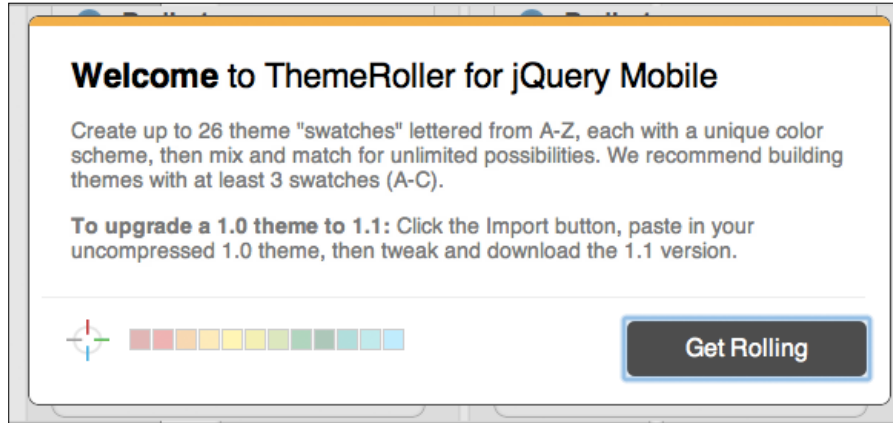 Welcome to ThemeRoller for jQuery Mobile
Create up to 26 theme "swatches" lettered from A-Z, each with a unique color
scheme, then mix and match for unlimited possibilities. We recommend building
themes with at least 3 swatches (A-C).
To upgrade a 1.0 theme to 1.1: Click the Import button, paste in your
uncompressed 1.0 theme, then tweak and download the 1.1 version.
Get Rolling